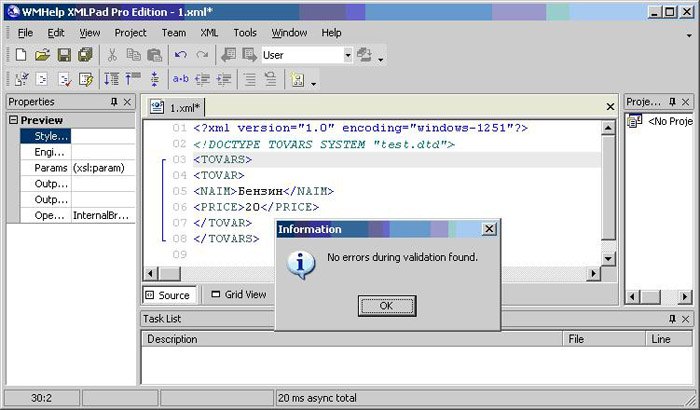 WMHelp XMLPad Pro Edition - 1.xml*
File Edit View Project Team XML Tools Window Help
User
a+b
Properties
Preview
Style...
Engi...
Params (xsl:param)
Outp...
Outp...
Ope... InternalBr...
1.xml*
01 <?xml version="1.0" encoding="windows-1251"?>
02 <!DOCTYPE TOVARS SYSTEM "test.dtd">
03 <TOVARS>
04 <TOVAR>
05 <NAIM>Бензин</NAIM>
06 <PRICE>20</PRICE>
07 </TOVAR>
08 </TOVARS>
09
Source Grid View
Proje...
<No Proje
Information
No errors during validation found.
OK
Task List
Description File Line
30:2 20 ms async total